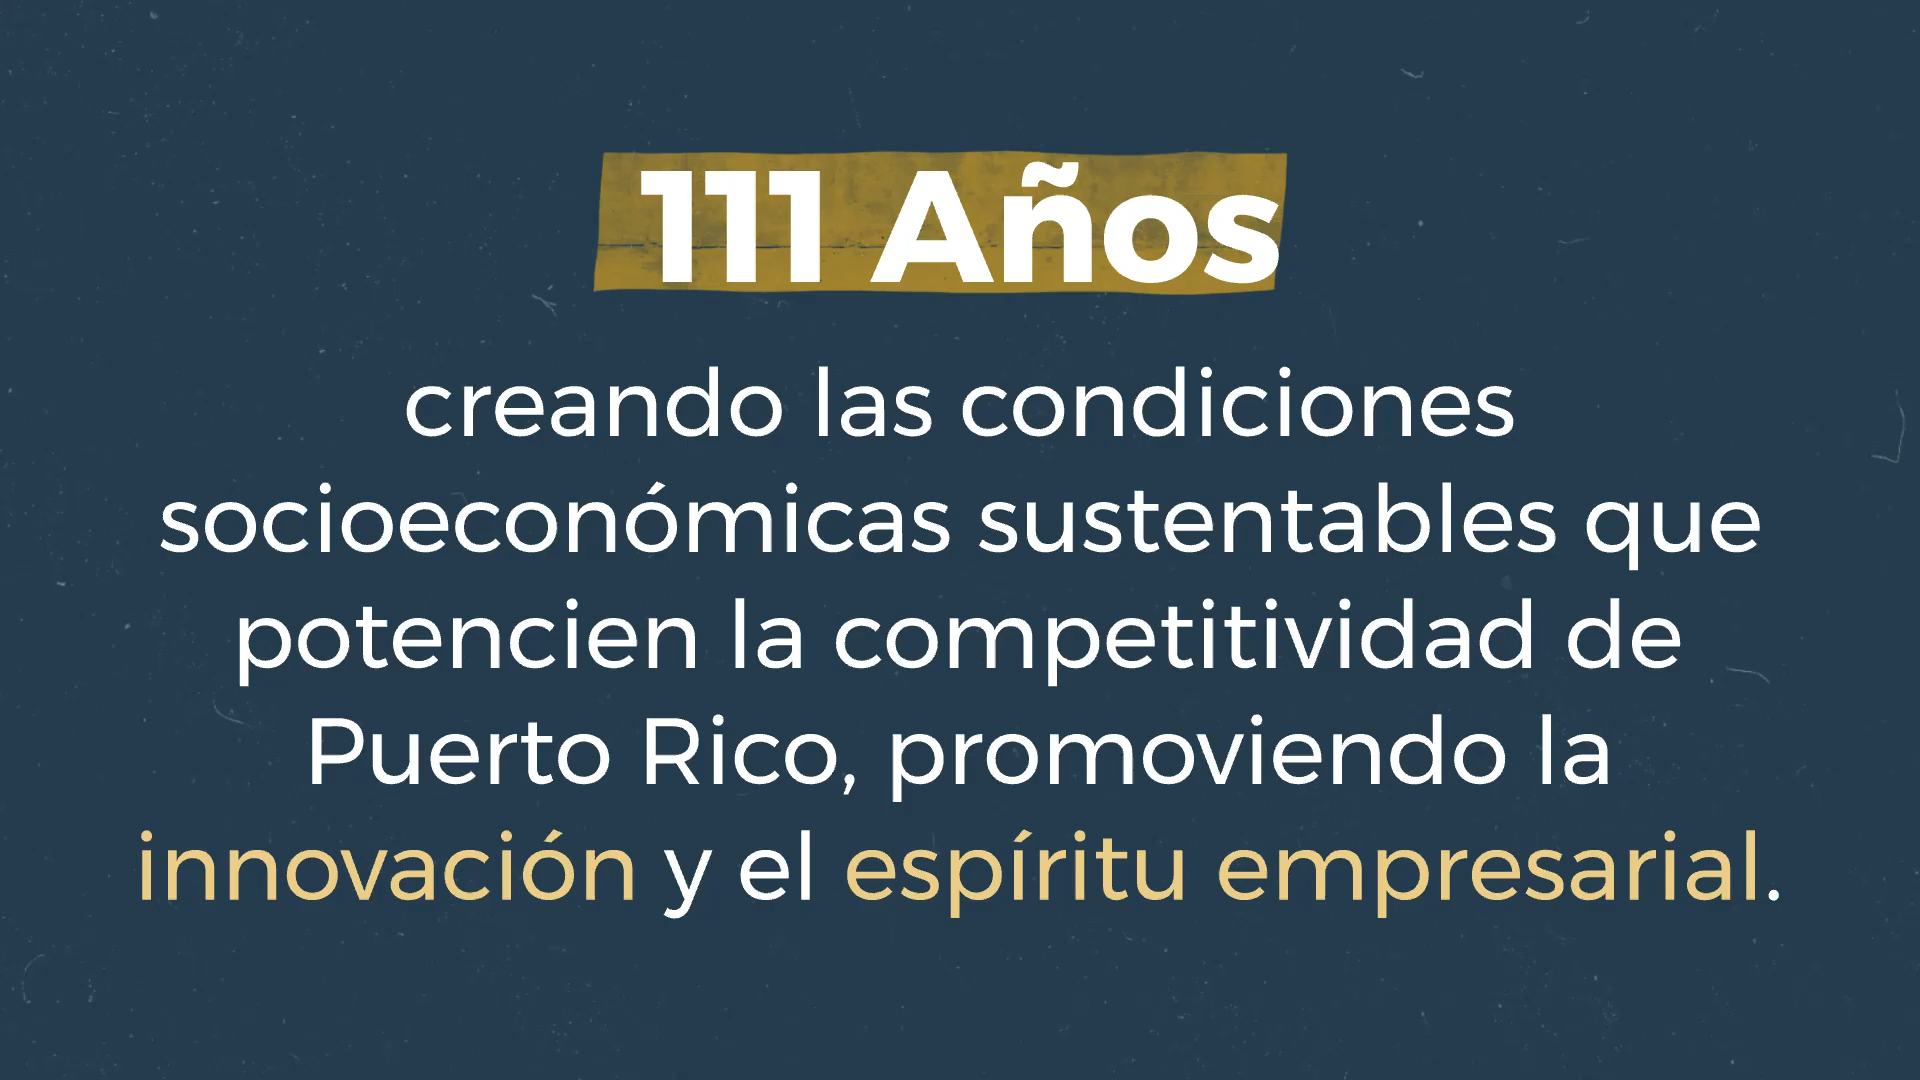 111 Años
creando las condiciones
socioeconómicas sustentables que
potencien la competitividad de
Puerto Rico, promoviendo la
innovación y el espíritu empresarial.